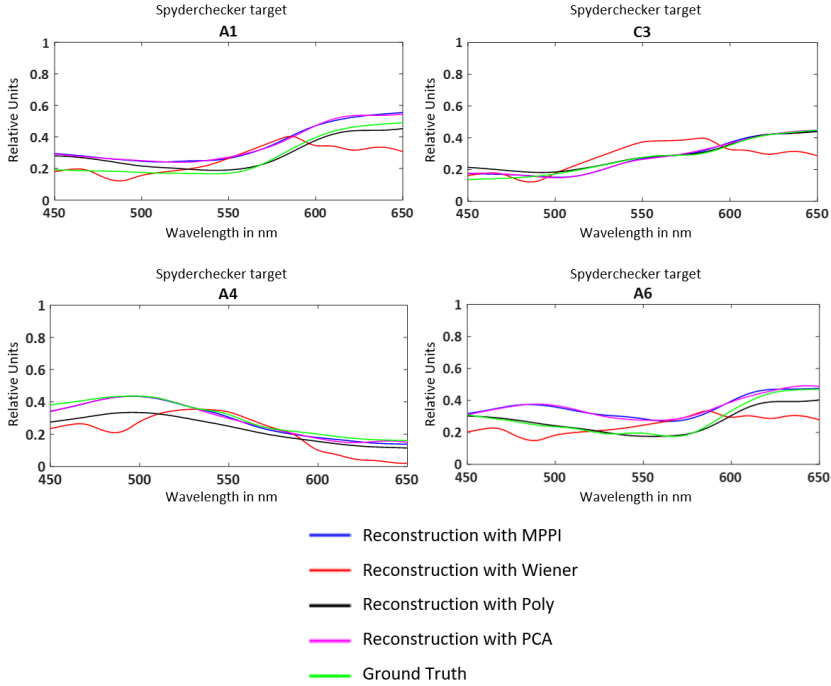 Spyderchecker target
A1
1
0.8
0.6
0.4
0.2
0
Relative Units
450 500 550 600 650
Wavelength in nm
Spyderchecker target
C3
1
0.8
0.6
0.4
0.2
0
Relative Units
450 500 550 600 650
Wavelength in nm
Spyderchecker target
A4
1
0.8
0.6
0.4
0.2
0
Relative Units
450 500 550 600 650
Wavelength in nm
Spyderchecker target
A6
1
0.8
0.6
0.4
0.2
0
Relative Units
450 500 550 600 650
Wavelength in nm
Reconstruction with MPPI
Reconstruction with Wiener
Reconstruction with Poly
Reconstruction with PCA
Ground Truth